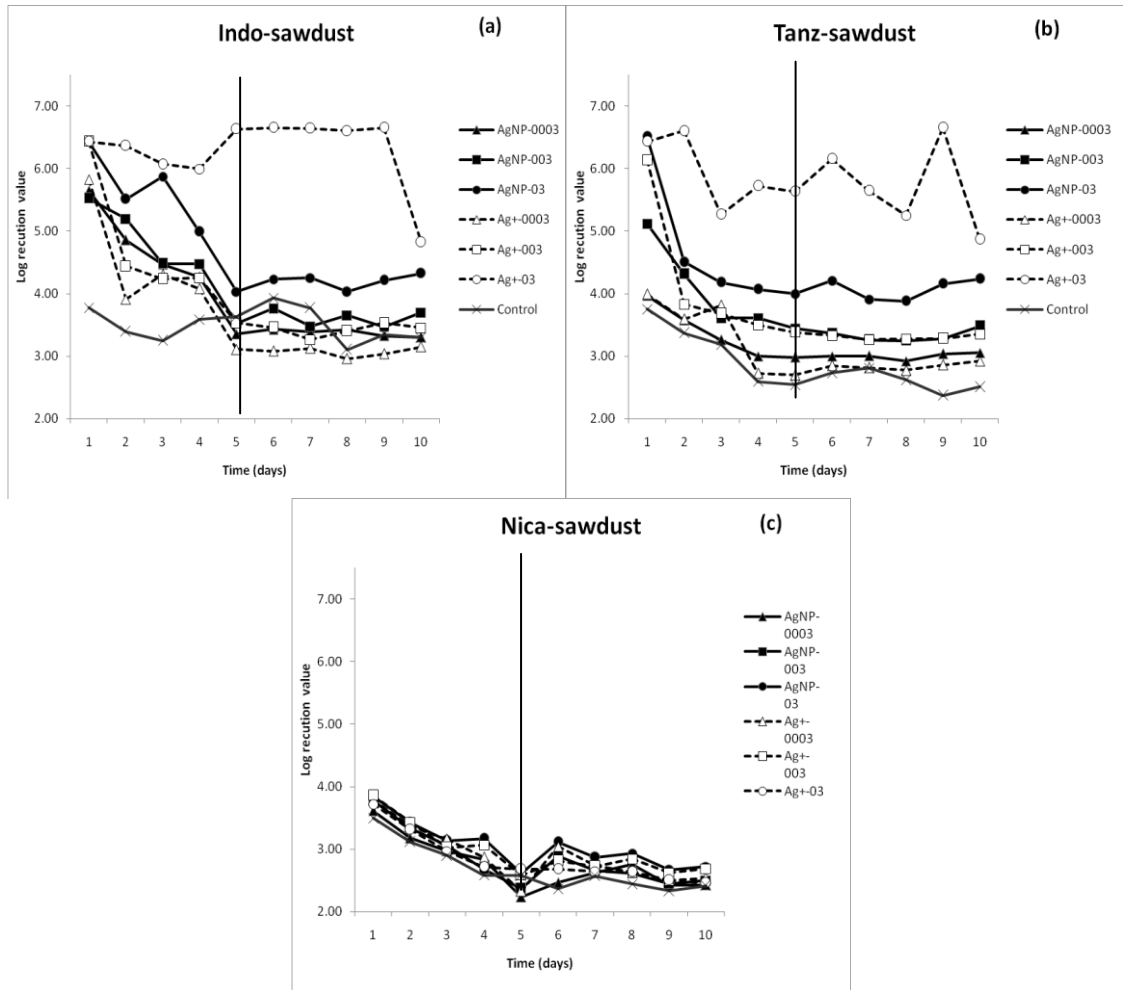 Indo-sawdust
(a)
Log recution value
7.00
6.00
5.00
4.00
3.00
2.00
1 2 3 4 5 6 7 8 9 10
Time (days)
AgNP-0003
AgNP-003
AgNP-03
Ag+-0003
Ag+-003
Ag+-03
Control
Tanz-sawdust
(b)
Log recution value
7.00
6.00
5.00
4.00
3.00
2.00
1 2 3 4 5 6 7 8 9 10
Time (days)
AgNP-0003
AgNP-003
AgNP-03
Ag+-0003
Ag+-003
Ag+-03
Control
Nica-sawdust
(c)
Log recution value
7.00
6.00
5.00
4.00
3.00
2.00
1 2 3 4 5 6 7 8 9 10
Time (days)
AgNP-
0003
AgNP-
003
AgNP-
03
Ag+-
0003
Ag+-
003
Ag+-03